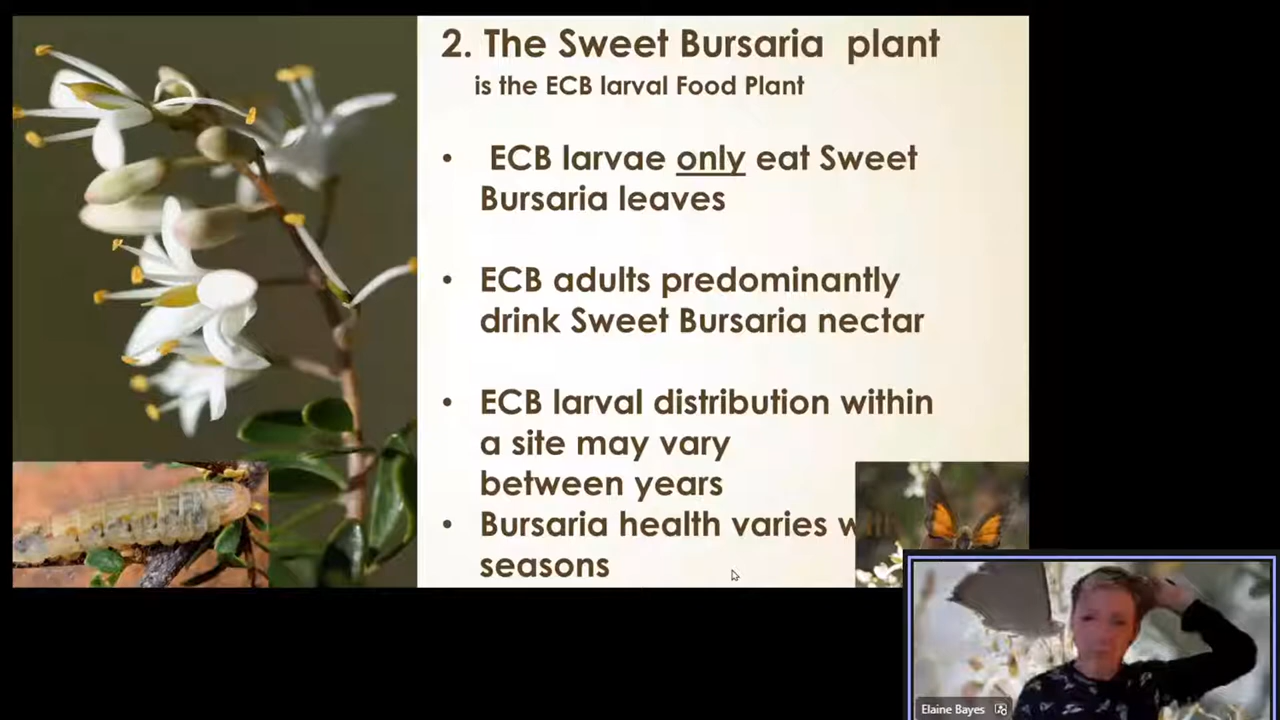 2. The Sweet Bursaria plant
is the ECB larval Food Plant
• ECB larvae only eat Sweet
Bursaria leaves
• ECB adults predominantly
drink Sweet Bursaria nectar
• ECB larval distribution within
a site may vary
between years
• Bursaria health varies
seasons
Elaine Bayes